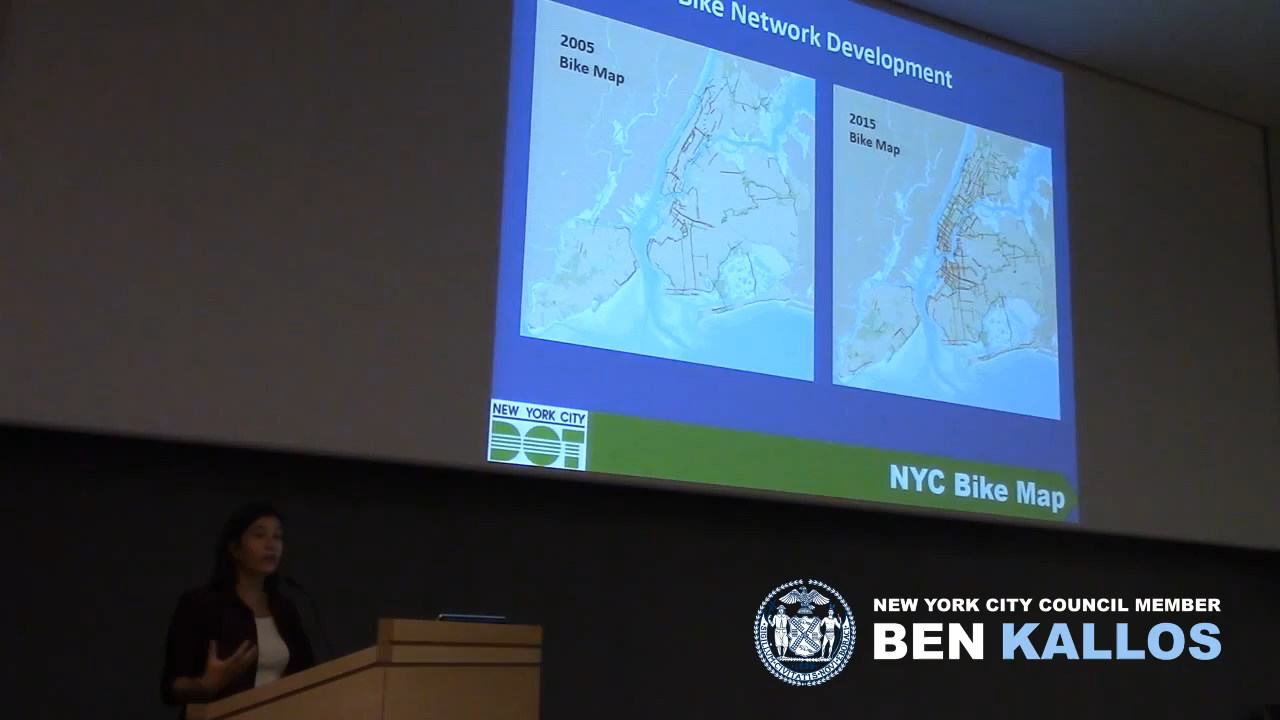 Bike Network Development
2005
Bike Map
2015
Bike Map
NEW YORK CITY
DOT
NYC Bike Map
NEW YORK CITY COUNCIL MEMBER
BEN KALLOS